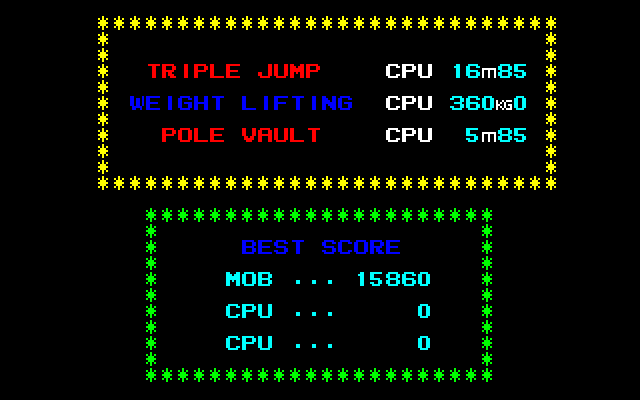 TRIPLE JUMP CPU 16m85
WEIGHT LIFTING CPU 360KG0
POLE VAULT CPU 5m85
BEST SCORE
MOB ... 15860
CPU ... 0
CPU ... 0